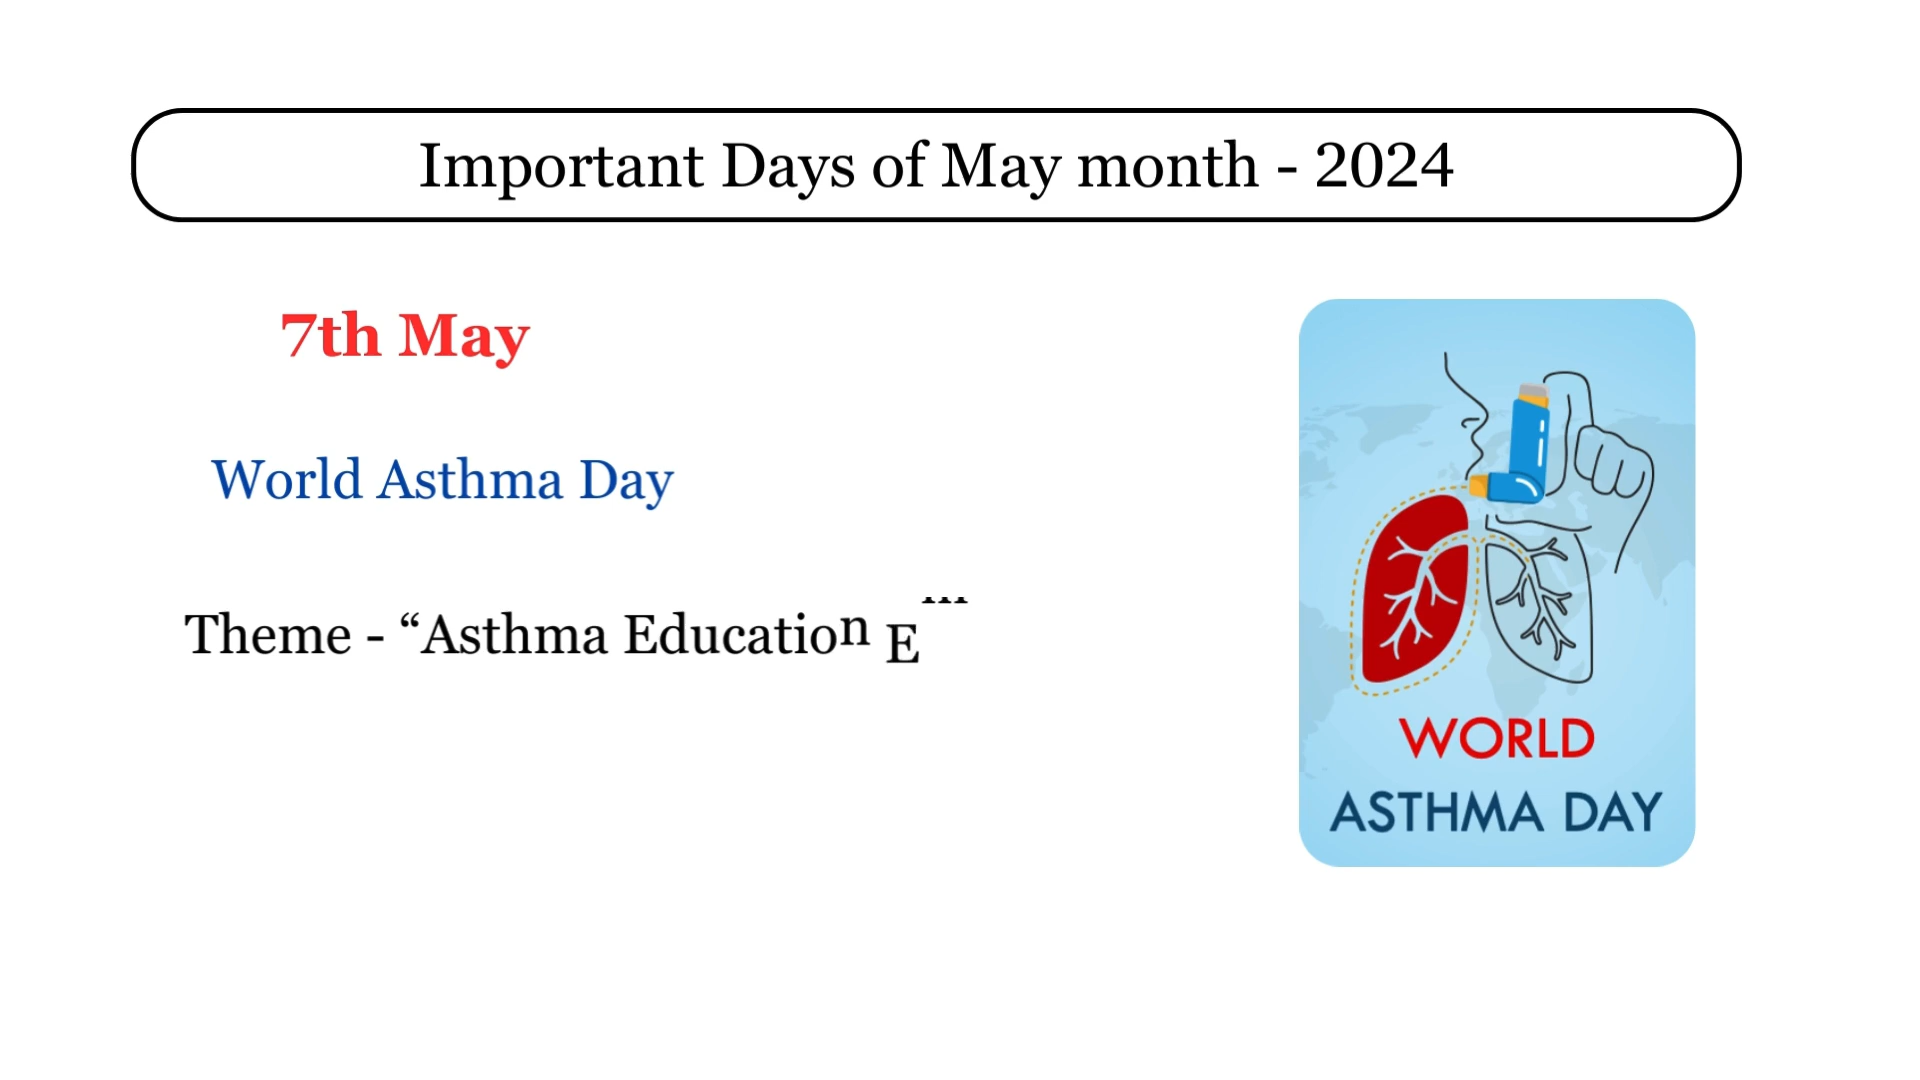 Important Days of May month - 2024
7th May
World Asthma Day
Theme - “Asthma Education E
WORLD
ASTHMA DAY